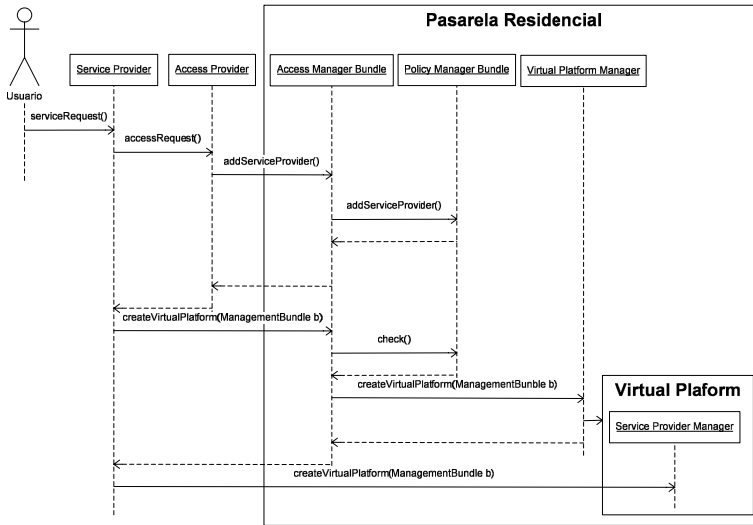 Pasarela Residencial
Service Provider
Access Provider
Access Manager Bundle
Policy Manager Bundle
Virtual Platform Manager
Usuario
serviceRequest()
accessRequest()
addServiceProvider()
addServiceProvider()
createVirtualPlatform(ManagementBundle b)
check()
createVirtualPlatform(ManagementBunble b)
Virtual Plaform
Service Provider Manager
createVirtualPlatform(ManagementBundle b)